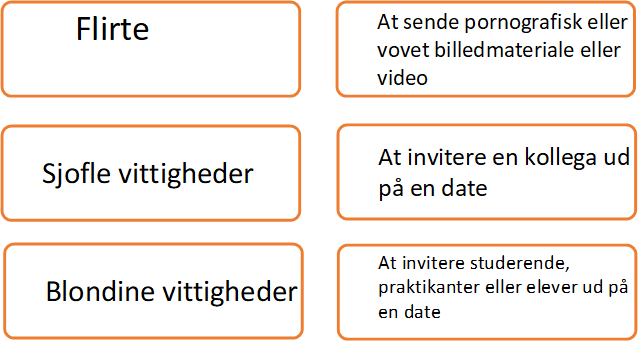 Flirte
At sende pornografisk eller
vovet billedmateriale eller
video
Sjofle vittigheder
At invitere en kollega ud
på en date
Blondine vittigheder
At invitere studerende,
praktikanter eller elever ud på
en date